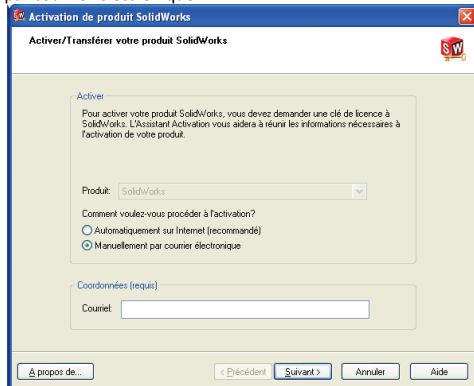 Activation de produit SolidWorks
Activer/Transférer votre produit SolidWorks
Activer
Pour activer votre produit SolidWorks, vous devez demander une clé de licence à
SolidWorks. L'Assistant Activation vous aidera à réunir les informations nécessaires à
l'activation de votre produit.
Produit: SolidWorks
Comment voulez-vous procéder à l'activation?
Automatiquement sur Internet (recommandé)
Manuellement par courrier électronique
Coordonnées (requis)
Courriel:
A propos de... < Précédent Suivant > Annuler Aide